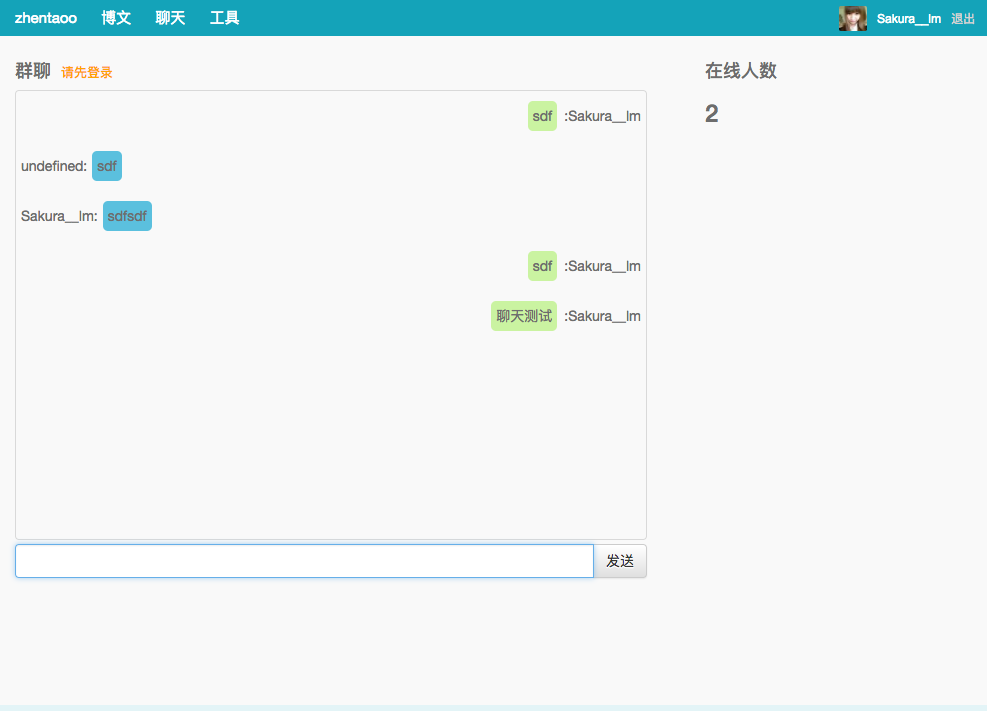 zhentaoo 博文 聊天 工具 Sakura__lm 退出
群聊 请先登录
在线人数
2
sdf :Sakura__lm
undefined: sdf
Sakura__lm: sdfsdf
sdf :Sakura__lm
聊天测试 :Sakura__lm
发送